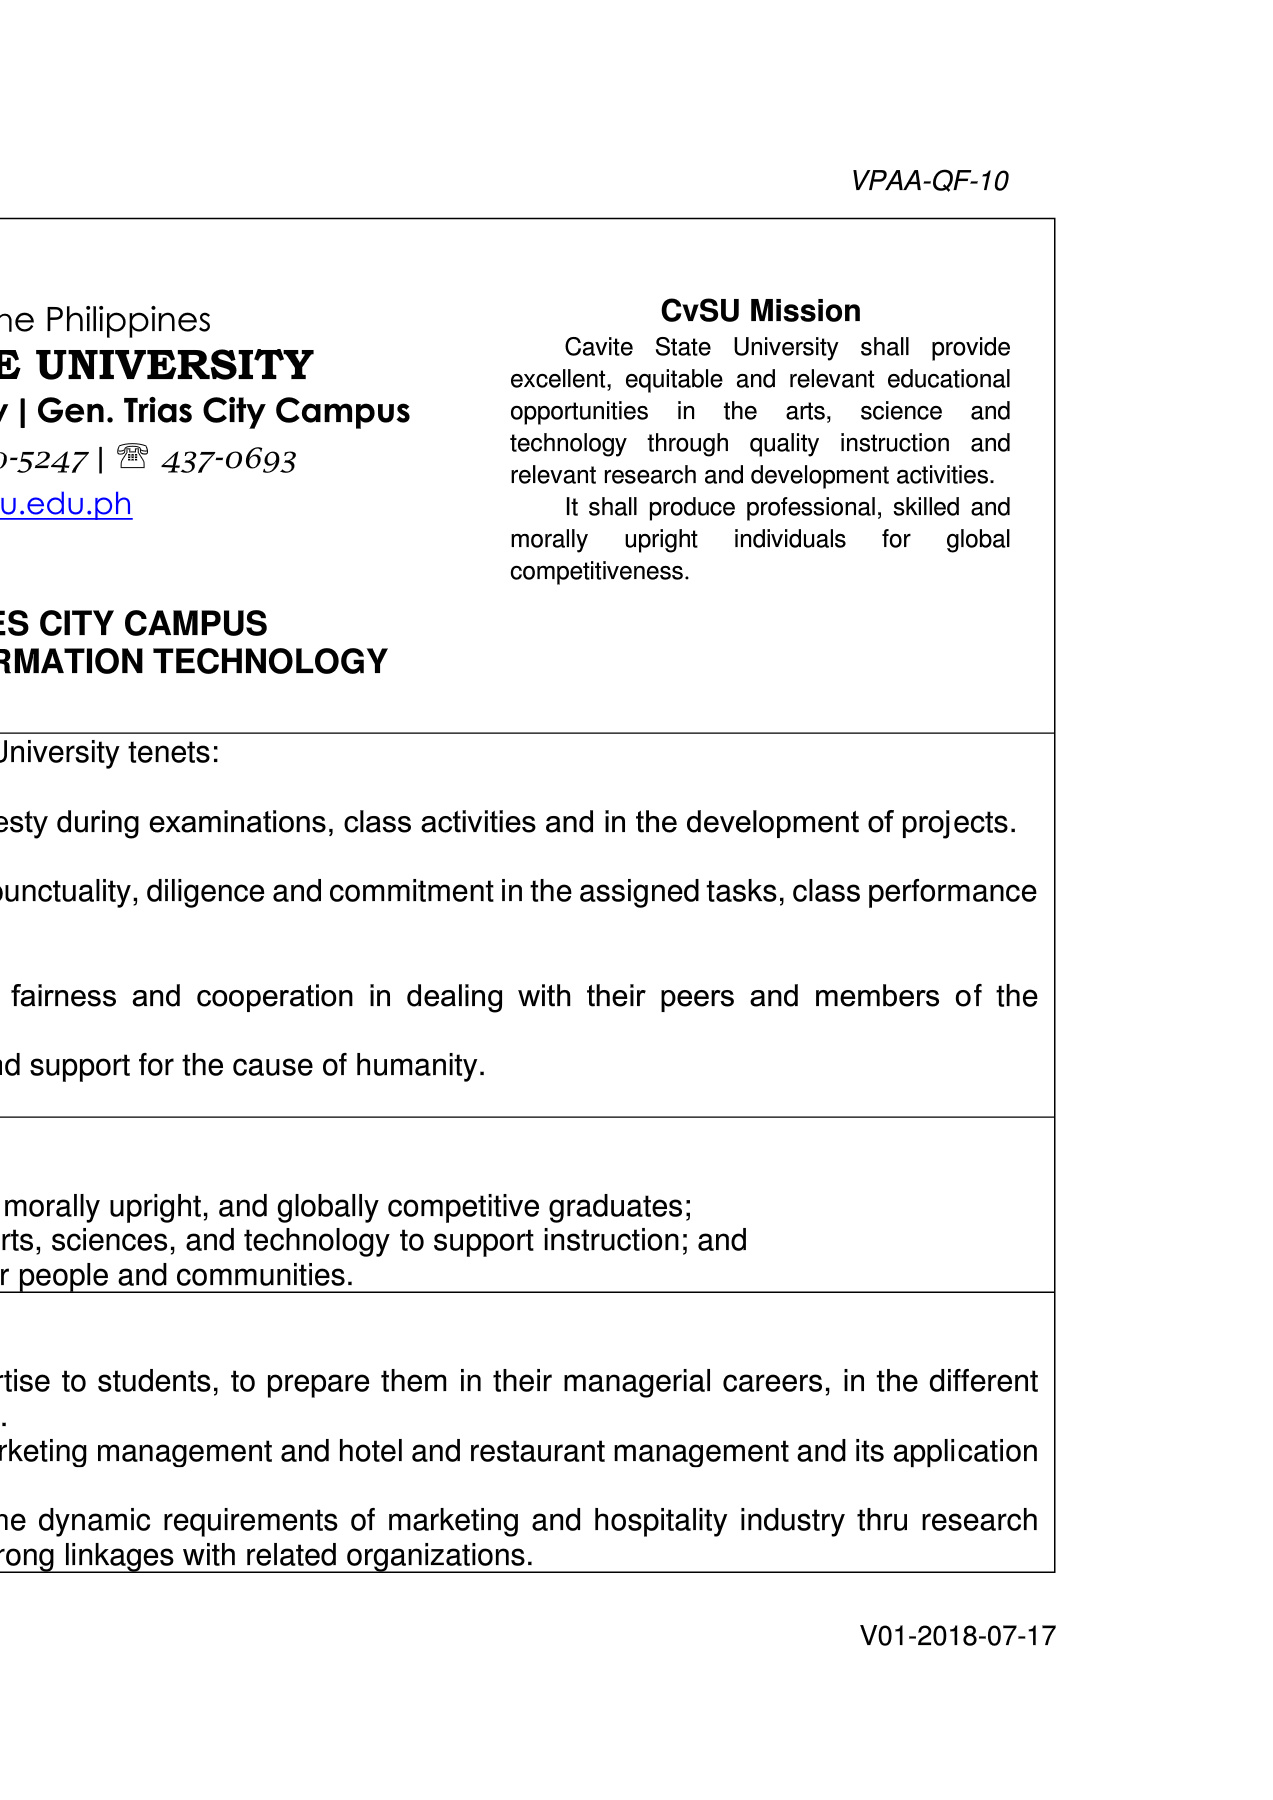 VPAA-QF-10
ne Philippines
E UNIVERSITY
y | Gen. Trias City Campus
0-5247 | ☏ 437-0693
u.edu.ph
ES CITY CAMPUS
RMATION TECHNOLOGY
CvSU Mission
Cavite State University shall provide
excellent, equitable and relevant educational
opportunities in the arts, science and
technology through quality instruction and
relevant research and development activities.
It shall produce professional, skilled and
morally upright individuals for global
competitiveness.
University tenets:
esty during examinations, class activities and in the development of projects.
punctuality, diligence and commitment in the assigned tasks, class performance
fairness and cooperation in dealing with their peers and members of the
nd support for the cause of humanity.
morally upright, and globally competitive graduates;
rts, sciences, and technology to support instruction; and
r people and communities.
rtise to students, to prepare them in their managerial careers, in the different
.
rketing management and hotel and restaurant management and its application
ne dynamic requirements of marketing and hospitality industry thru research
rong linkages with related organizations.
V01-2018-07-17